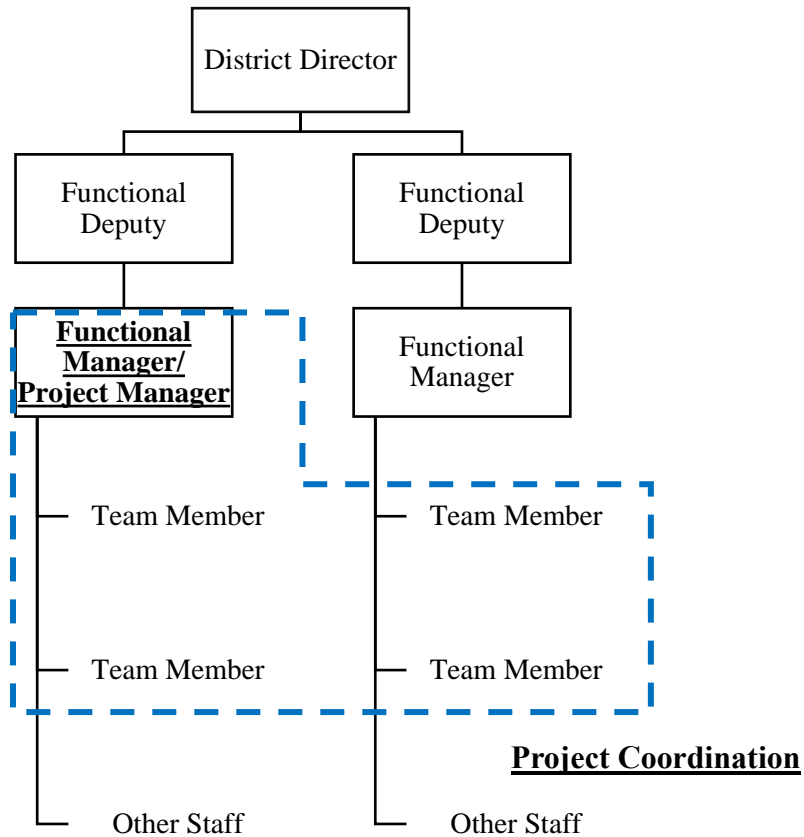 District Director
Functional
Deputy
Functional
Deputy
Functional
Manager/
Project Manager
Functional
Manager
Team Member
Team Member
Team Member
Team Member
Project Coordination
Other Staff
Other Staff